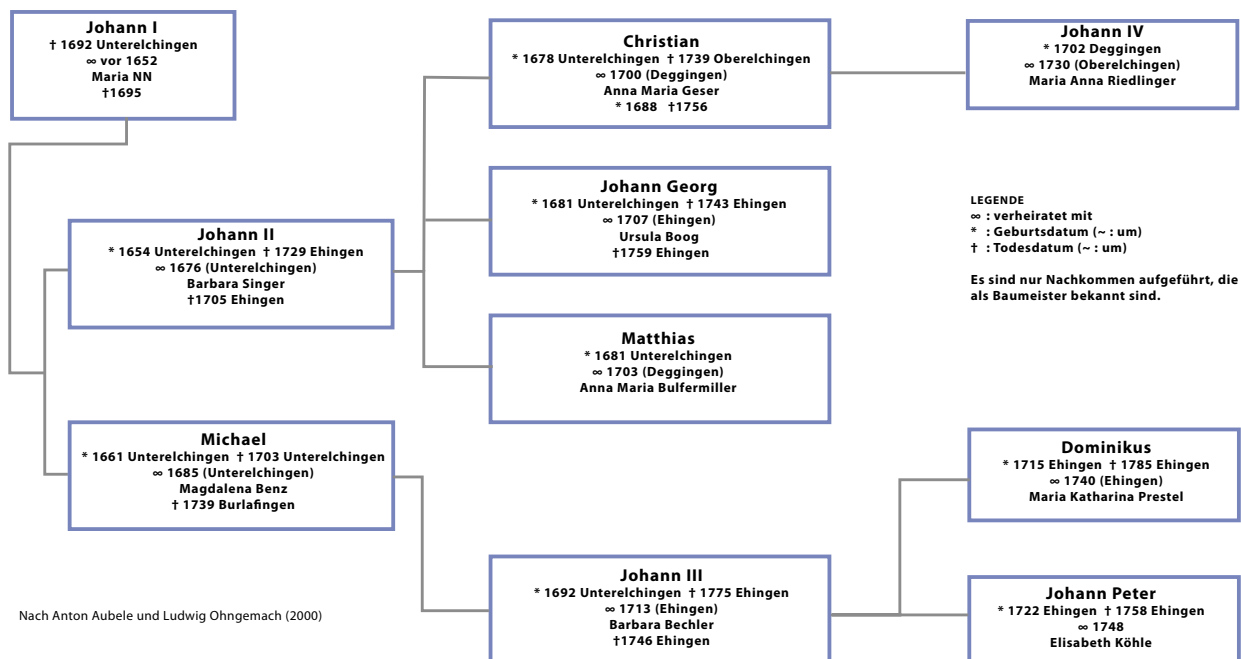 Johann I
† 1692 Unterelchingen
∞ vor 1652
Maria NN
†1695
Johann II
* 1654 Unterelchingen † 1729 Ehingen
∞ 1676 (Unterelchingen)
Barbara Singer
†1705 Ehingen
Michael
* 1661 Unterelchingen † 1703 Unterelchingen
∞ 1685 (Unterelchingen)
Magdalena Benz
† 1739 Burlafingen
Christian
* 1678 Unterelchingen † 1739 Oberelchingen
∞ 1700 (Deggingen)
Anna Maria Geser
* 1688 †1756
Johann Georg
* 1681 Unterelchingen † 1743 Ehingen
∞ 1707 (Ehingen)
Ursula Boog
†1759 Ehingen
Matthias
* 1681 Unterelchingen
∞ 1703 (Deggingen)
Anna Maria Bulfermiller
Johann III
* 1692 Unterelchingen † 1775 Ehingen
∞ 1713 (Ehingen)
Barbara Bechler
†1746 Ehingen
Johann IV
* 1702 Deggingen
∞ 1730 (Oberelchingen)
Maria Anna Riedlinger
LEGENDE
∞ : verheiratet mit
* : Geburtsdatum (~ : um)
† : Todesdatum (~ : um)
Es sind nur Nachkommen aufgeführt, die
als Baumeister bekannt sind.
Dominikus
* 1715 Ehingen † 1785 Ehingen
∞ 1740 (Ehingen)
Maria Katharina Prestel
Johann Peter
* 1722 Ehingen † 1758 Ehingen
∞ 1748
Elisabeth Köhle
Nach Anton Aubele und Ludwig Ohngemach (2000)